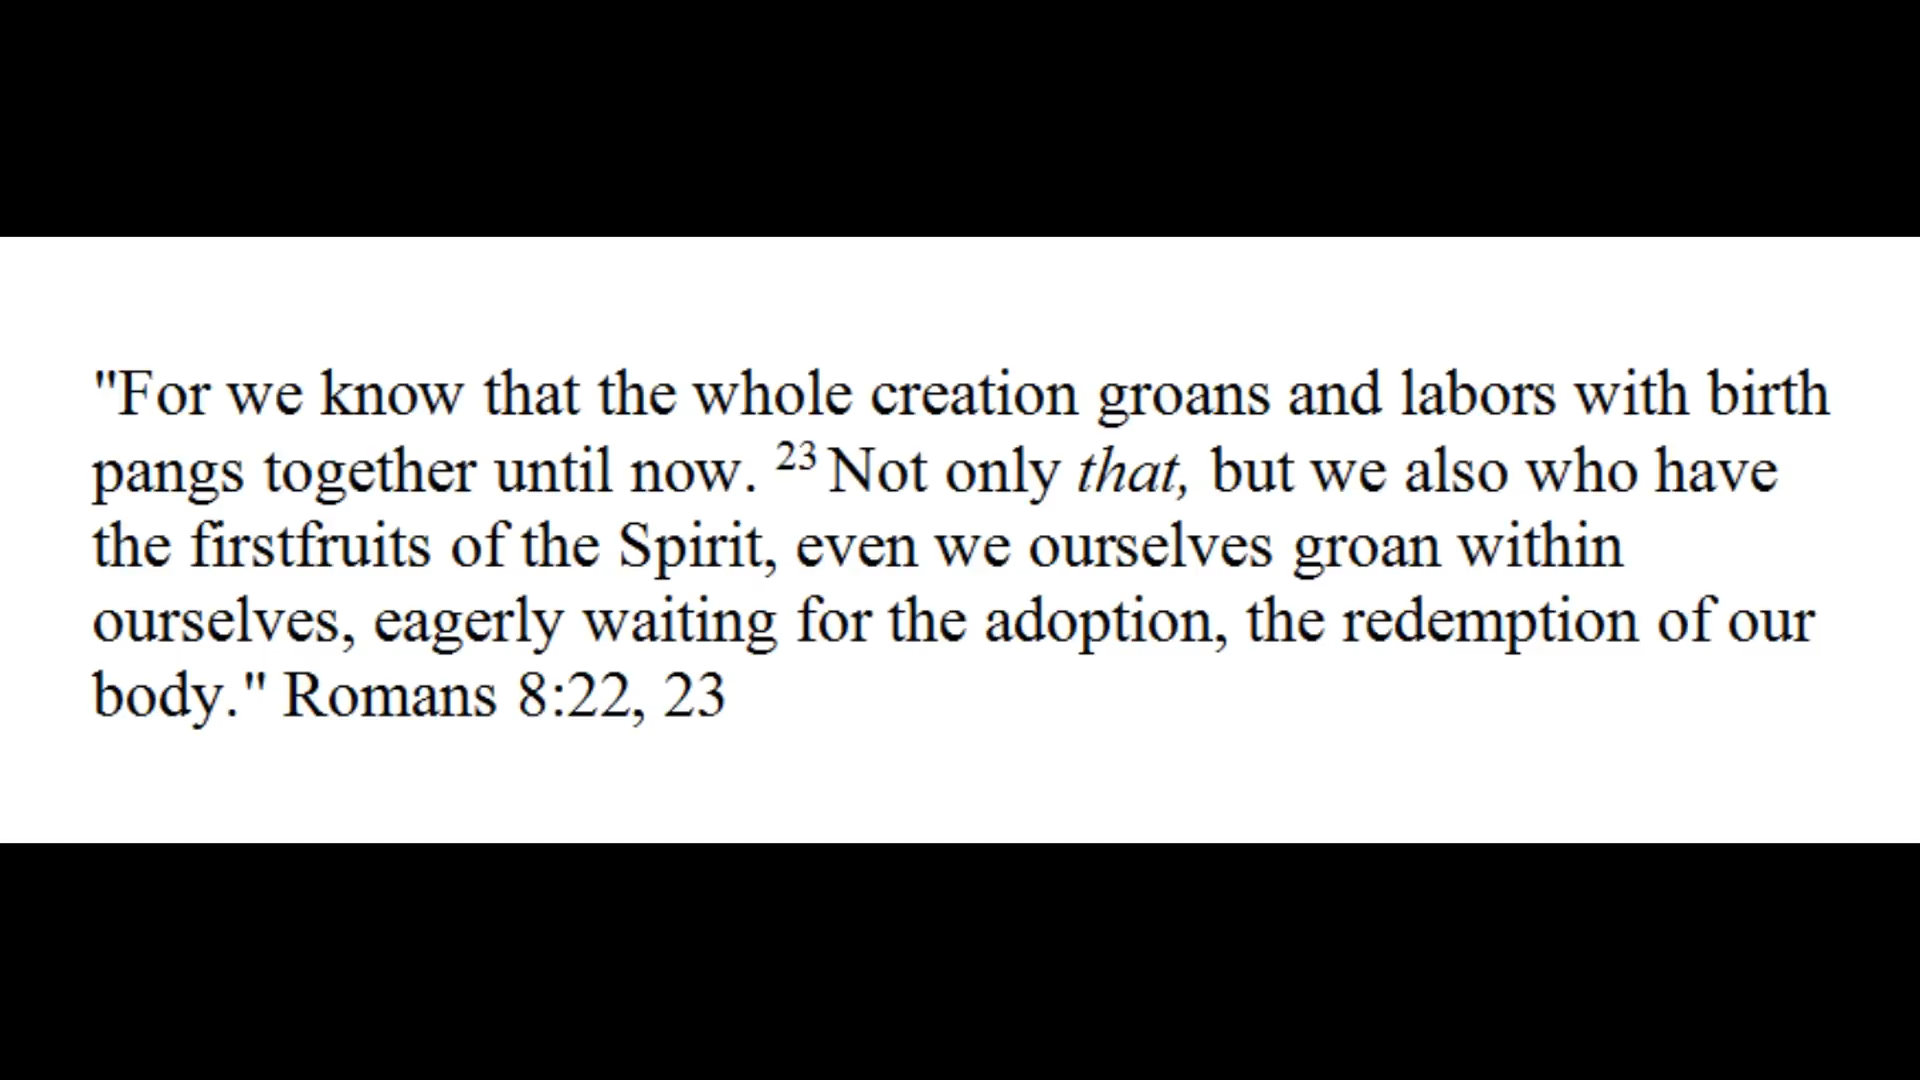 "For we know that the whole creation groans and labors with birth
pangs together until now. 23 Not only that, but we also who have
the firstfruits of the Spirit, even we ourselves groan within
ourselves, eagerly waiting for the adoption, the redemption of our
body." Romans 8:22, 23